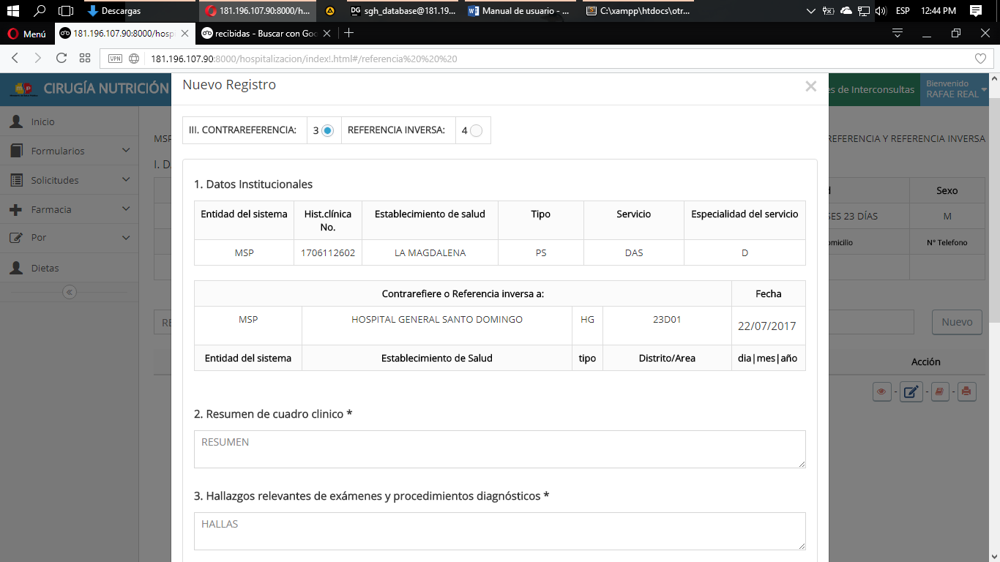 Descargas
181.196.107.90:8000/h...
sgh_database@181.19...
Manual de usuario - ...
C:\xampp\htdocs\otr...
ESP
12:44 PM
Menú
181.196.107.90:8000/hosp
recibidas - Buscar con Goo
VPN
181.196.107.90:8000/hospitalizacion/index!.html#/referencia%20%20%20
CIRUGÍA NUTRICIÓN
Nuevo Registro
es de Interconsultas
Bienvenido
RAFAE REAL
Inicio
Formularios
Solicitudes
Farmacia
Por
Dietas
MSP
REFERENCIA Y REFERENCIA INVERSA
I. D
III. CONTRAREFERENCIA: 3
REFERENCIA INVERSA: 4
1. Datos Institucionales
Entidad del sistema
Hist.clínica
No.
Establecimiento de salud
Tipo
Servicio
Especialidad del servicio
MSP
1706112602
LA MAGDALENA
PS
DAS
D
Sexo
SES 23 DÍAS
M
omicilio
N° Telefono
Contrarefiere o Referencia inversa a:
Fecha
MSP
HOSPITAL GENERAL SANTO DOMINGO
HG
23D01
22/07/2017
Entidad del sistema
Establecimiento de Salud
tipo
Distrito/Area
dia|mes|año
RE
Nuevo
Acción
2. Resumen de cuadro clinico *
RESUMEN
3. Hallazgos relevantes de exámenes y procedimientos diagnósticos *
HALLAS